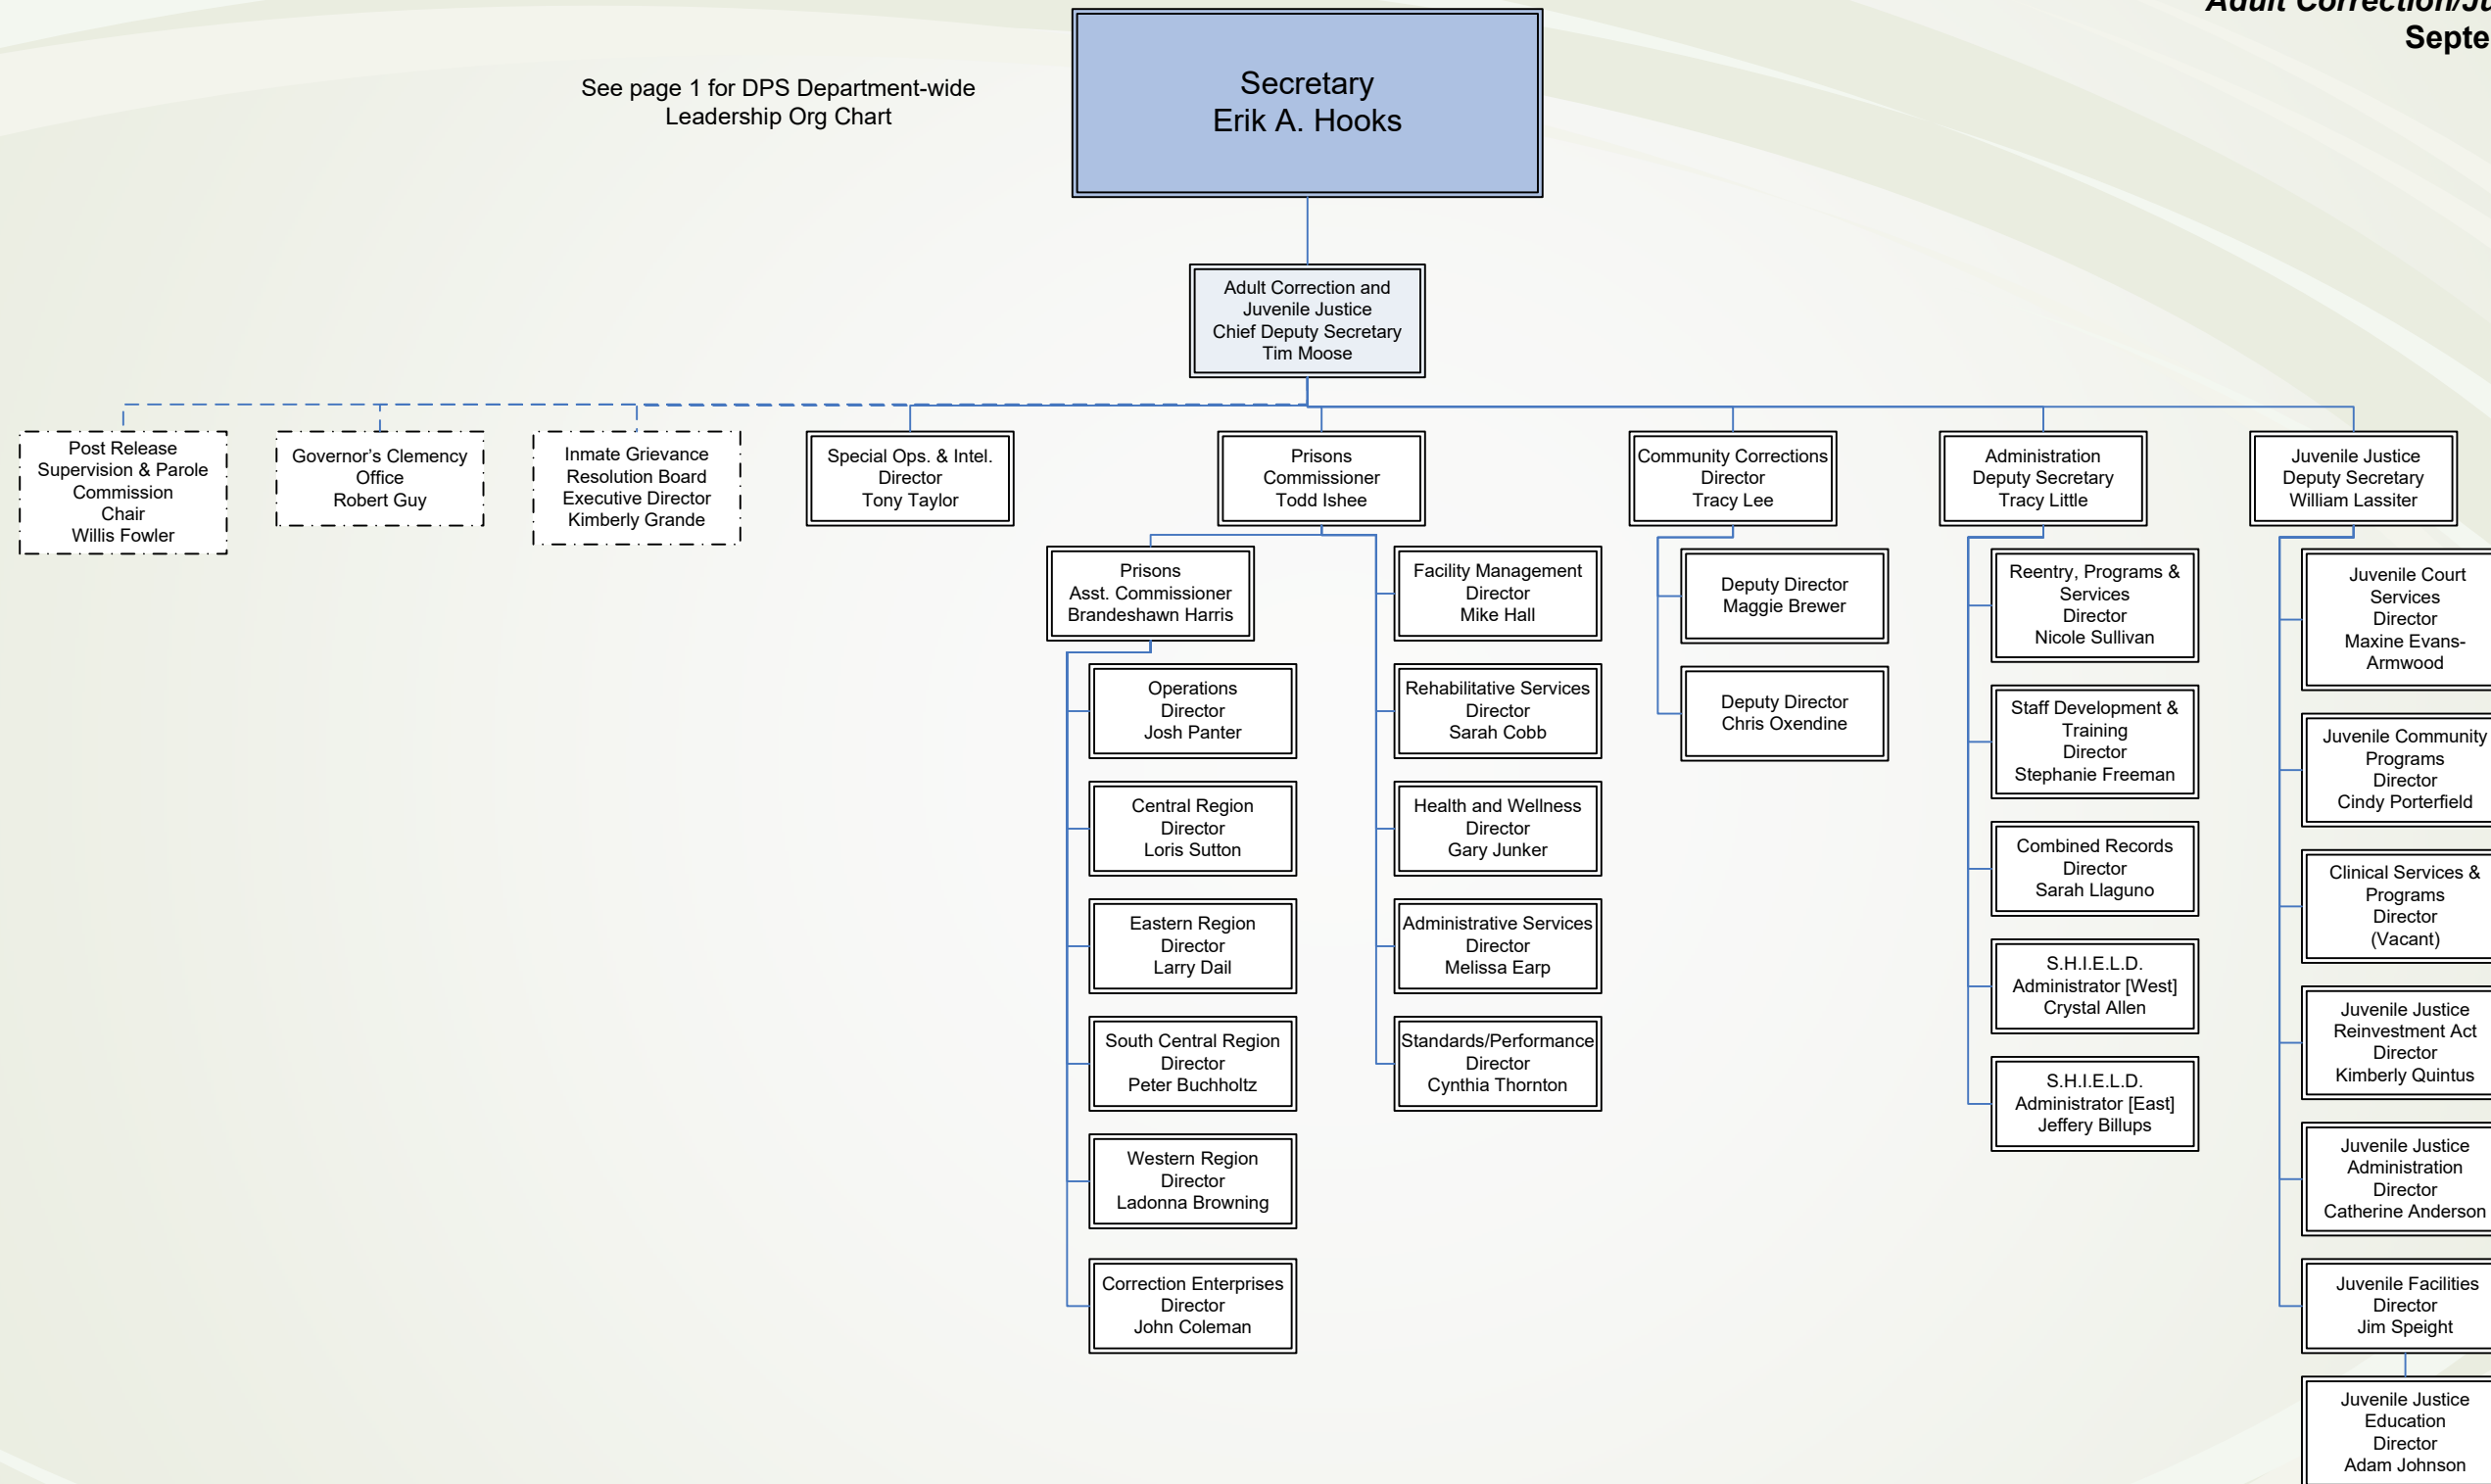 Adult Correction/Ju
Septe
See page 1 for DPS Department-wide
Leadership Org Chart
Secretary
Erik A. Hooks
Adult Correction and
Juvenile Justice
Chief Deputy Secretary
Tim Moose
Post Release
Supervision & Parole
Commission
Chair
Willis Fowler
Governor’s Clemency
Office
Robert Guy
Inmate Grievance
Resolution Board
Executive Director
Kimberly Grande
Special Ops. & Intel.
Director
Tony Taylor
Prisons
Commissioner
Todd Ishee
Community Corrections
Director
Tracy Lee
Administration
Deputy Secretary
Tracy Little
Juvenile Justice
Deputy Secretary
William Lassiter
Prisons
Asst. Commissioner
Brandeshawn Harris
Operations
Director
Josh Panter
Central Region
Director
Loris Sutton
Eastern Region
Director
Larry Dail
South Central Region
Director
Peter Buchholtz
Western Region
Director
Ladonna Browning
Correction Enterprises
Director
John Coleman
Facility Management
Director
Mike Hall
Rehabilitative Services
Director
Sarah Cobb
Health and Wellness
Director
Gary Junker
Administrative Services
Director
Melissa Earp
Standards/Performance
Director
Cynthia Thornton
Deputy Director
Maggie Brewer
Deputy Director
Chris Oxendine
Reentry, Programs &
Services
Director
Nicole Sullivan
Staff Development &
Training
Director
Stephanie Freeman
Combined Records
Director
Sarah Llaguno
S.H.I.E.L.D.
Administrator [West]
Crystal Allen
S.H.I.E.L.D.
Administrator [East]
Jeffery Billups
Juvenile Court
Services
Director
Maxine Evans-
Armwood
Juvenile Community
Programs
Director
Cindy Porterfield
Clinical Services &
Programs
Director
(Vacant)
Juvenile Justice
Reinvestment Act
Director
Kimberly Quintus
Juvenile Justice
Administration
Director
Catherine Anderson
Juvenile Facilities
Director
Jim Speight
Juvenile Justice
Education
Director
Adam Johnson